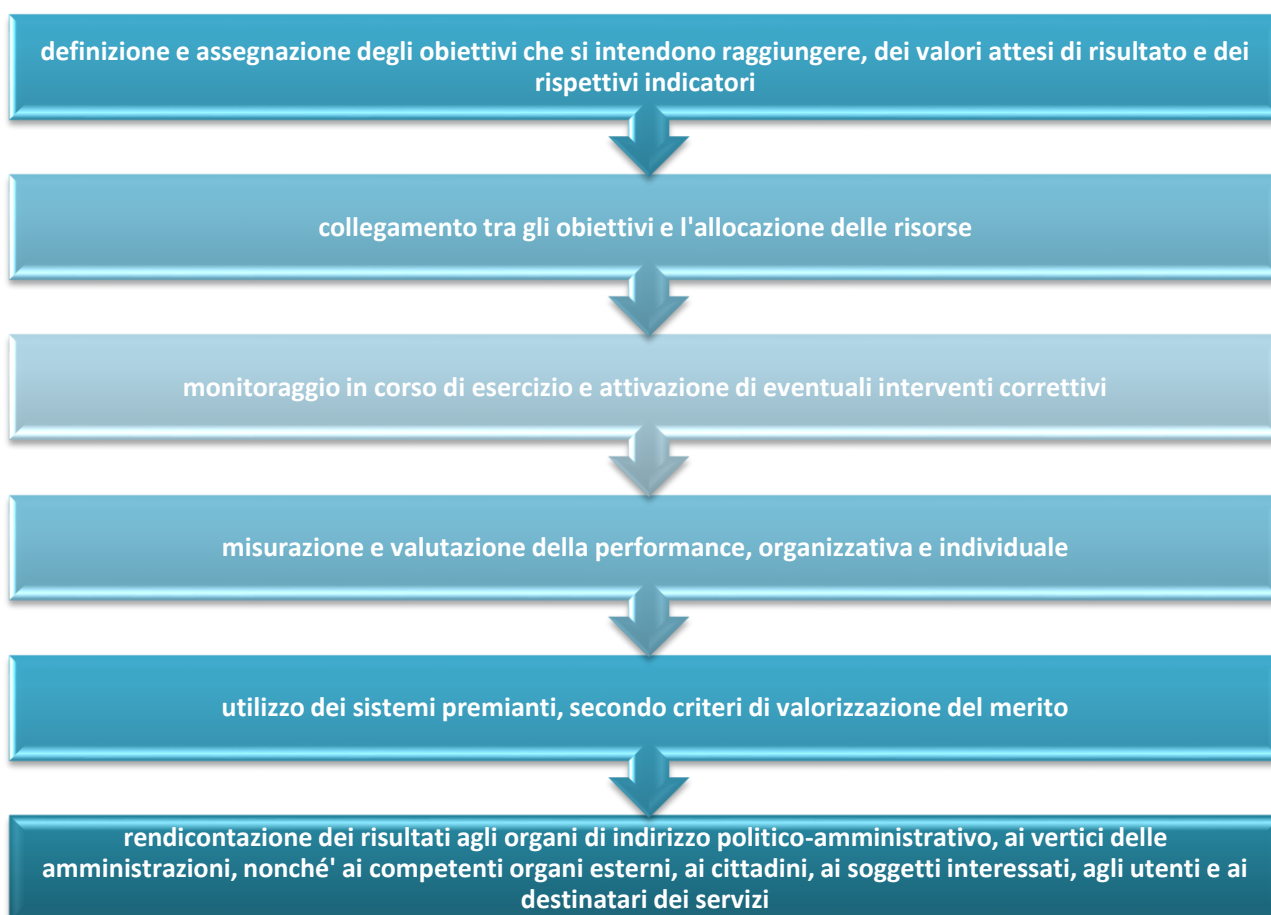 definizione e assegnazione degli obiettivi che si intendono raggiungere, dei valori attesi di risultato e dei
rispettivi indicatori
collegamento tra gli obiettivi e l'allocazione delle risorse
monitoraggio in corso di esercizio e attivazione di eventuali interventi correttivi
misurazione e valutazione della performance, organizzativa e individuale
utilizzo dei sistemi premianti, secondo criteri di valorizzazione del merito
rendicontazione dei risultati agli organi di indirizzo politico-amministrativo, ai vertici delle
amministrazioni, nonché' ai competenti organi esterni, ai cittadini, ai soggetti interessati, agli utenti e ai
destinatari dei servizi